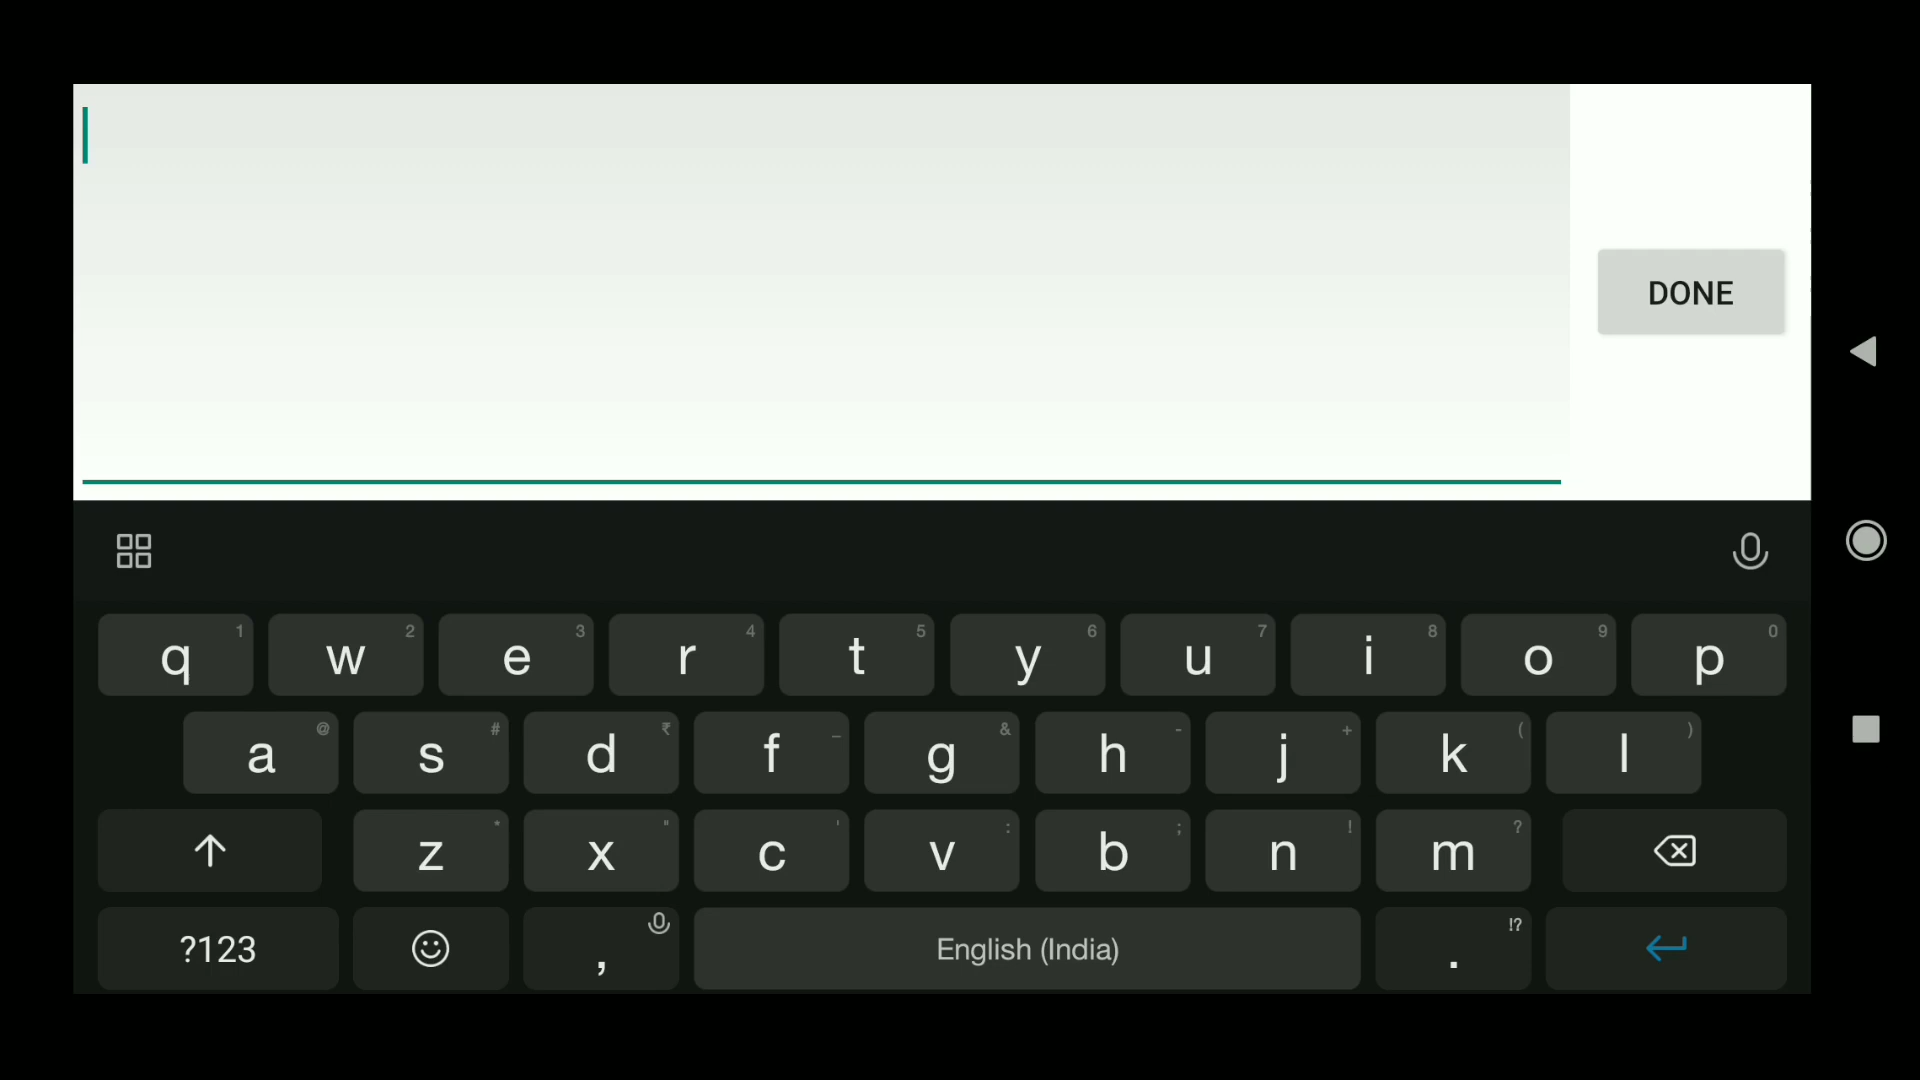 DONE
q 1 w 2 e 3 r 4 t 5 y 6 u 7 i 8 o 9 p 0
a @ s # d ₹ f _ g & h - j + k ( l )
z * x " c ' v : b ; n ! m ?
?123 , English (India) . !?